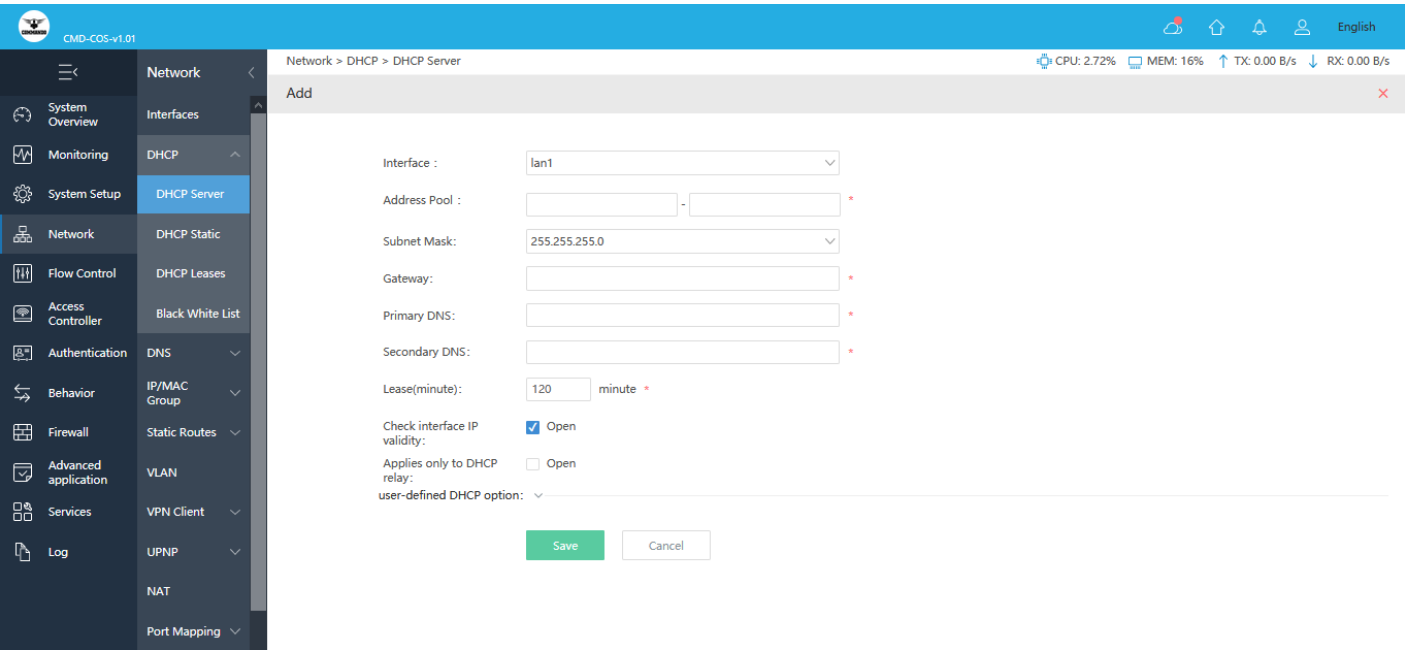 COMMANDO
CMD-COS-v1.01
English
Network > DHCP > DHCP Server
CPU: 2.72% MEM: 16% TX: 0.00 B/s RX: 0.00 B/s
System
Overview
Monitoring
System Setup
Network
Flow Control
Access
Controller
Authentication
Behavior
Firewall
Advanced
application
Services
Log
Network
Interfaces
DHCP
DHCP Server
DHCP Static
DHCP Leases
Black White List
DNS
IP/MAC
Group
Static Routes
VLAN
VPN Client
UPNP
NAT
Port Mapping
Add
Interface : lan1
Address Pool : - *
Subnet Mask: 255.255.255.0
Gateway: *
Primary DNS: *
Secondary DNS: *
Lease(minute): 120 minute *
Check interface IP
validity: Open
Applies only to DHCP
relay: Open
user-defined DHCP option:
Save Cancel